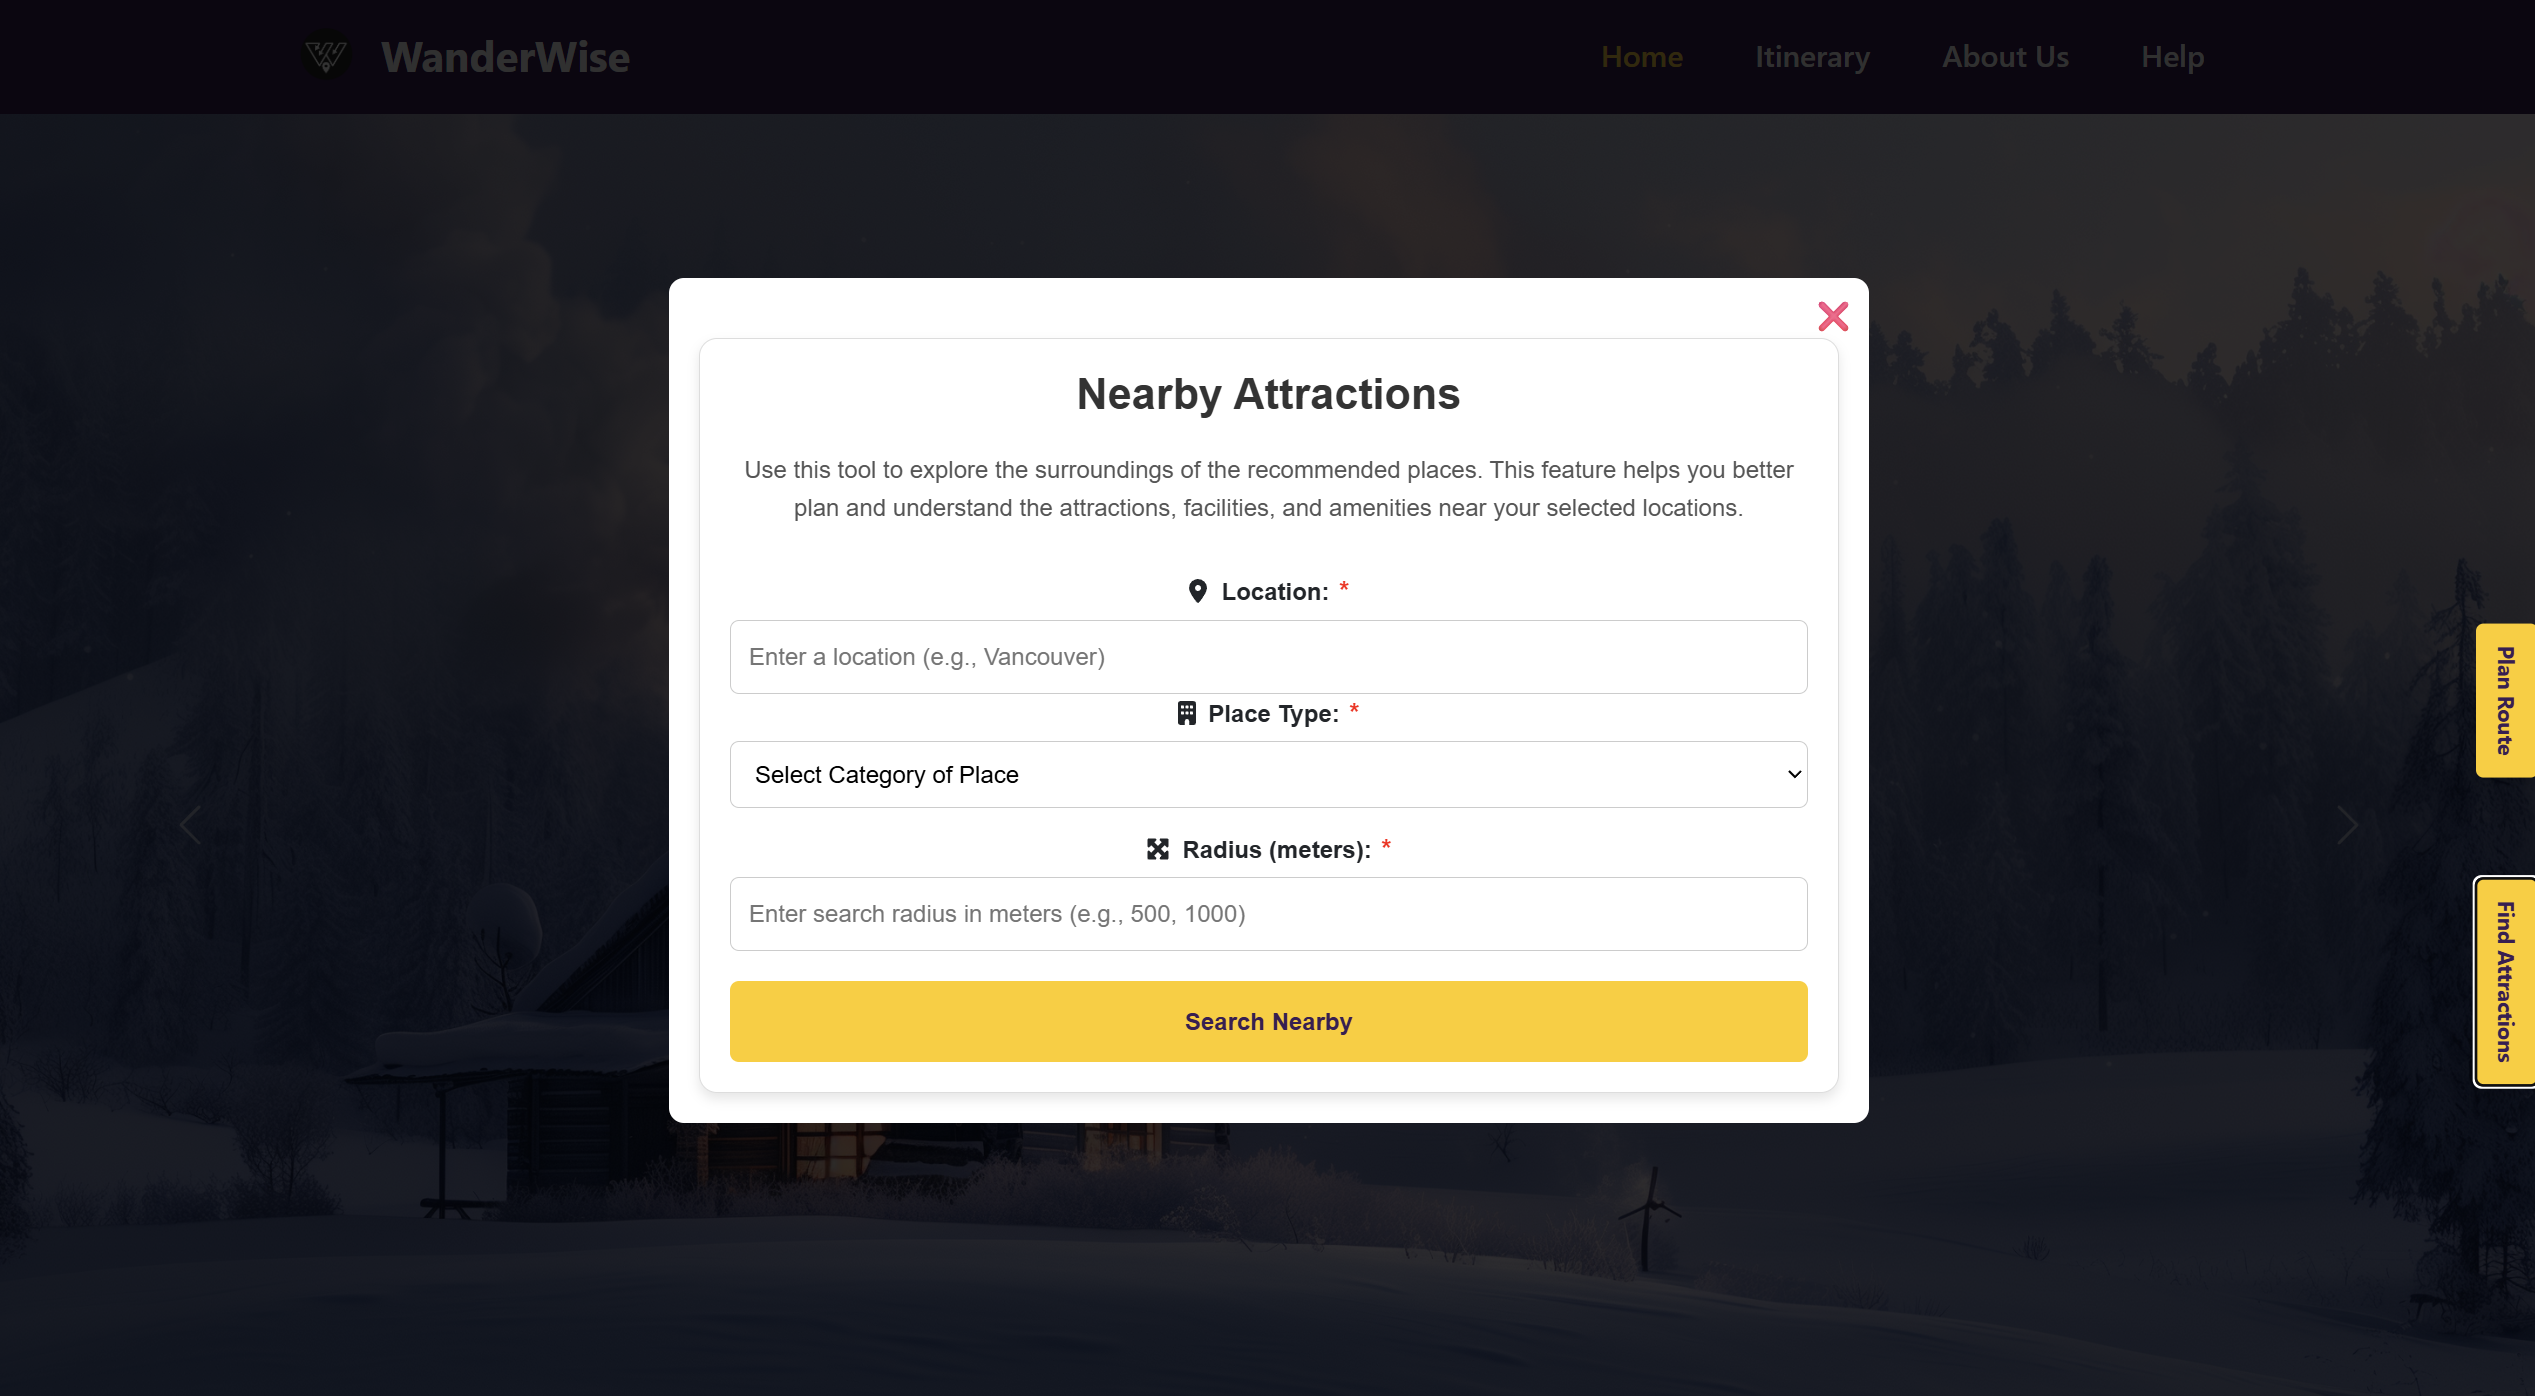 WanderWise
Home
Itinerary
About Us
Help
Nearby Attractions
Use this tool to explore the surroundings of the recommended places. This feature helps you better
plan and understand the attractions, facilities, and amenities near your selected locations.
Location: *
Enter a location (e.g., Vancouver)
Place Type: *
Select Category of Place
Radius (meters): *
Enter search radius in meters (e.g., 500, 1000)
Search Nearby
Plan Route
Find Attractions